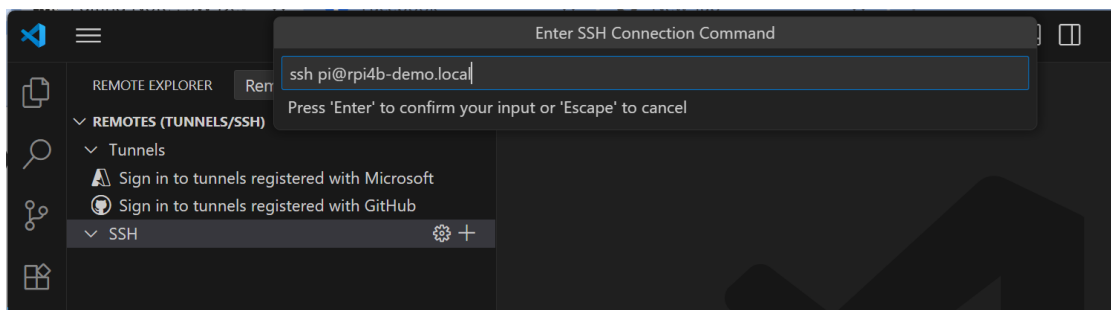 Enter SSH Connection Command
ssh pi@rpi4b-demo.local
Press 'Enter' to confirm your input or 'Escape' to cancel
REMOTE EXPLORER
REMOTES (TUNNELS/SSH)
Tunnels
Sign in to tunnels registered with Microsoft
Sign in to tunnels registered with GitHub
SSH